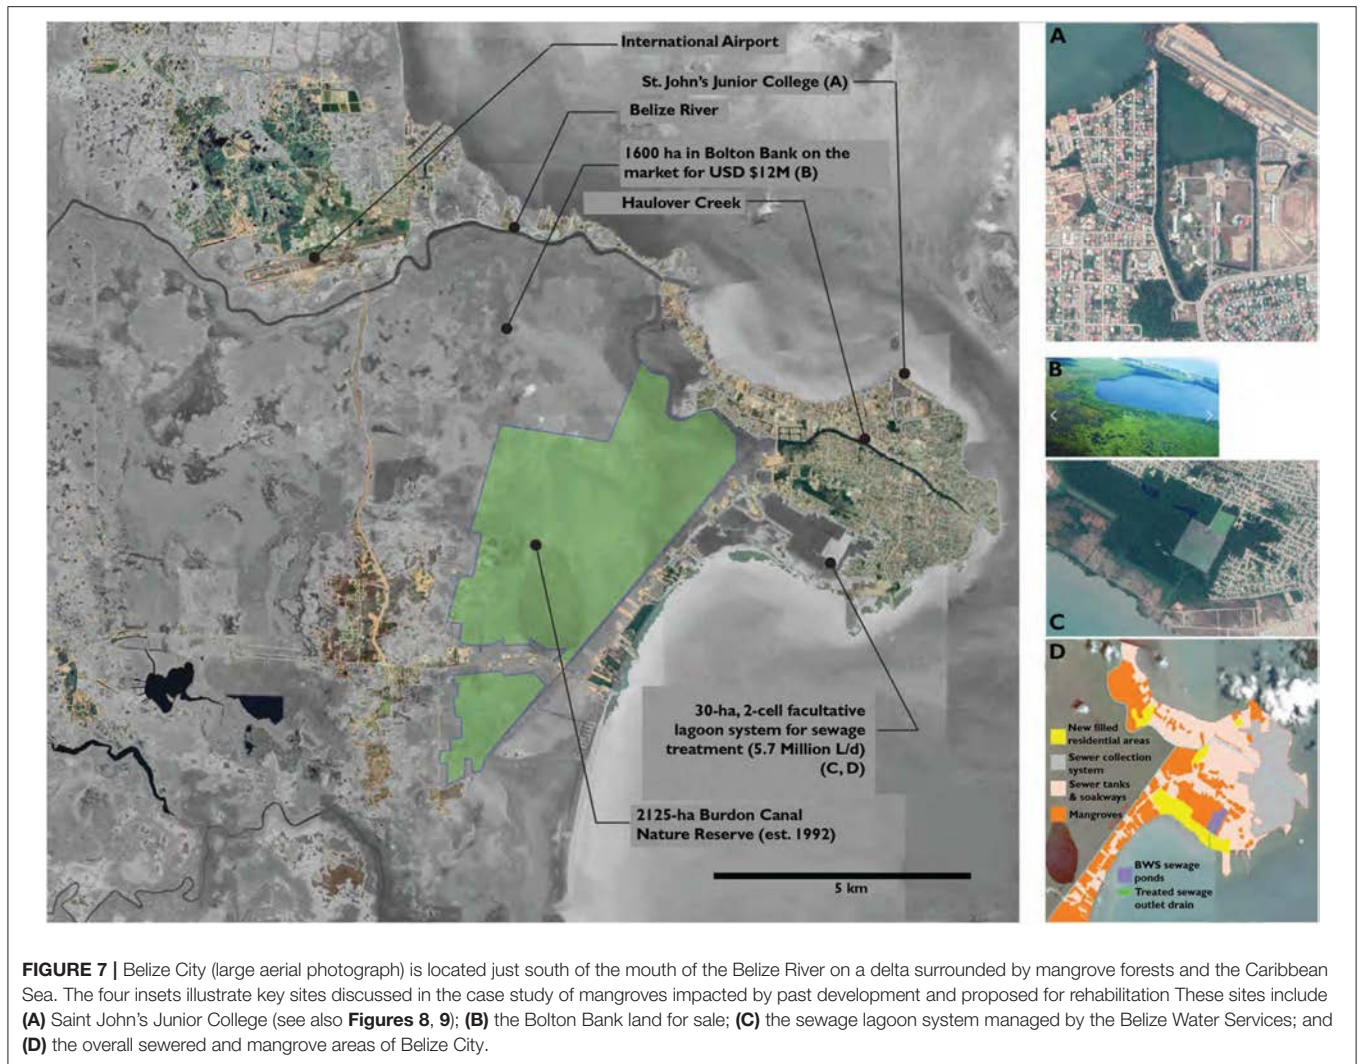 International Airport
St. John's Junior College (A)
Belize River
1600 ha in Bolton Bank on the
market for USD $12M (B)
Haulover Creek
30-ha, 2-cell facultative
lagoon system for sewage
treatment (5.7 Million L/d)
(C, D)
2125-ha Burdon Canal
Nature Reserve (est. 1992)
5 km
A
B
C
D
New filled
residential areas
Sewer collection
system
Sewer tanks
& soakways
Mangroves
BWS sewage
ponds
Treated sewage
outlet drain
FIGURE 7 | Belize City (large aerial photograph) is located just south of the mouth of the Belize River on a delta surrounded by mangrove forests and the Caribbean
Sea. The four insets illustrate key sites discussed in the case study of mangroves impacted by past development and proposed for rehabilitation These sites include
(A) Saint John's Junior College (see also Figures 8, 9); (B) the Bolton Bank land for sale; (C) the sewage lagoon system managed by the Belize Water Services; and
(D) the overall sewered and mangrove areas of Belize City.